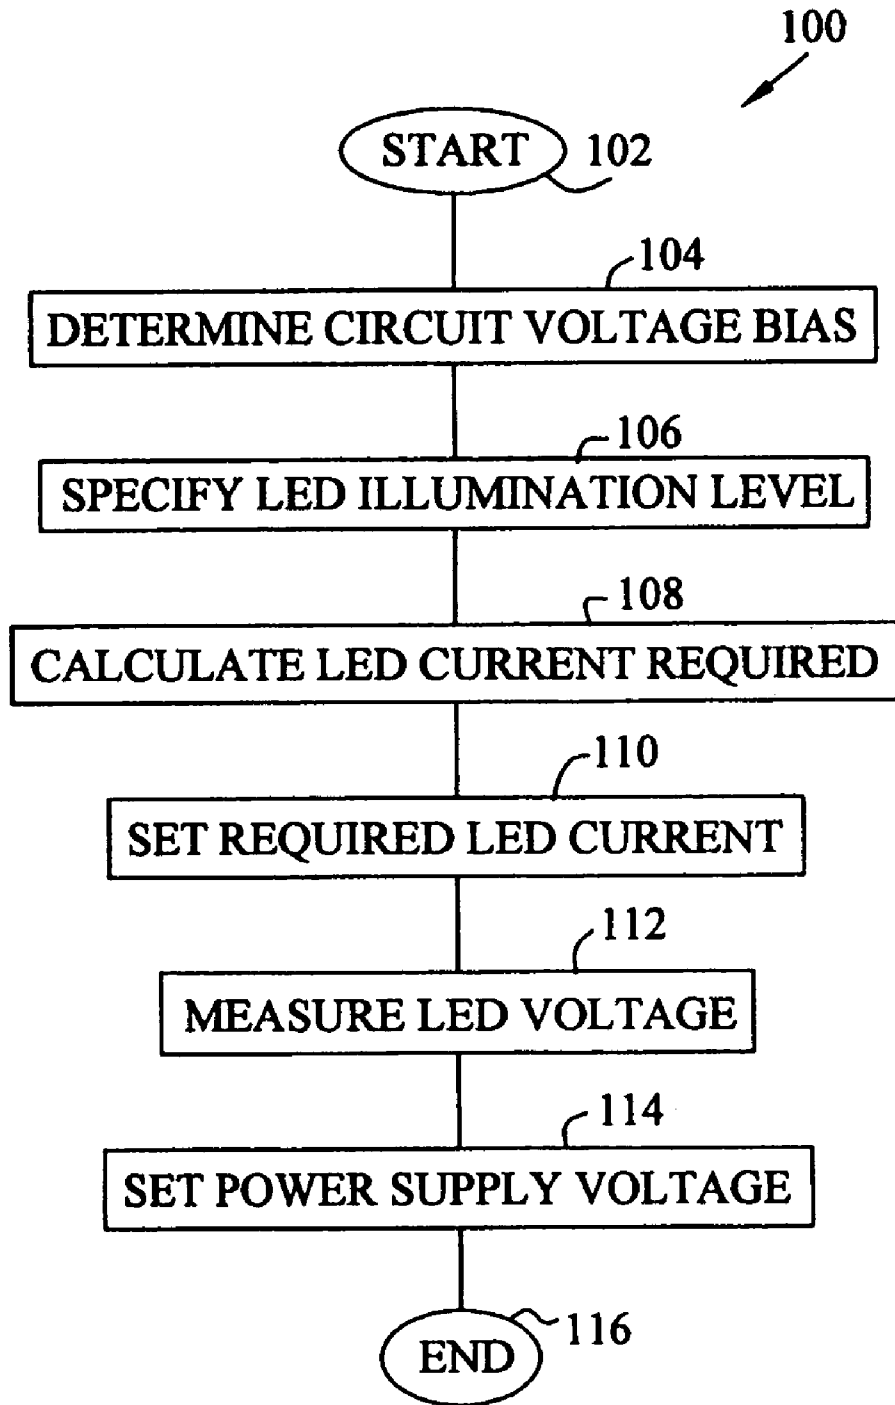 100
START
102
104
DETERMINE CIRCUIT VOLTAGE BIAS
106
SPECIFY LED ILLUMINATION LEVEL
108
CALCULATE LED CURRENT REQUIRED
110
SET REQUIRED LED CURRENT
112
MEASURE LED VOLTAGE
114
SET POWER SUPPLY VOLTAGE
END
116